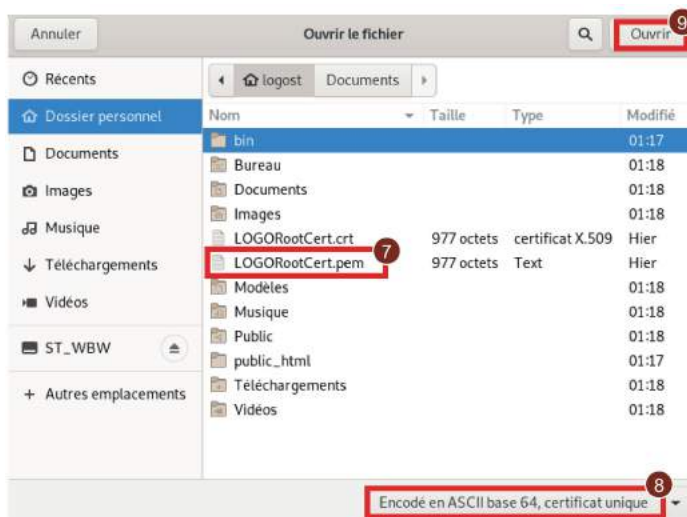 Annuler Ouvrir le fichier Ouvrir 9
Récents
logost Documents
Dossier personnel
Nom Taille Type Modifié
bin 01:17
Documents
Bureau 01:18
Documents 01:18
Images
Images 01:18
Musique
LOGORootCert.crt 977 octets certificat X.509 Hier
7
LOGORootCert.pem 977 octets Text Hier
Téléchargements
Modèles 01:18
Vidéos
Musique 01:18
Public 01:18
ST_WBW
public_html 01:17
Téléchargements 01:18
Autres emplacements
Vidéos 01:18
8
Encodé en ASCII base 64, certificat unique